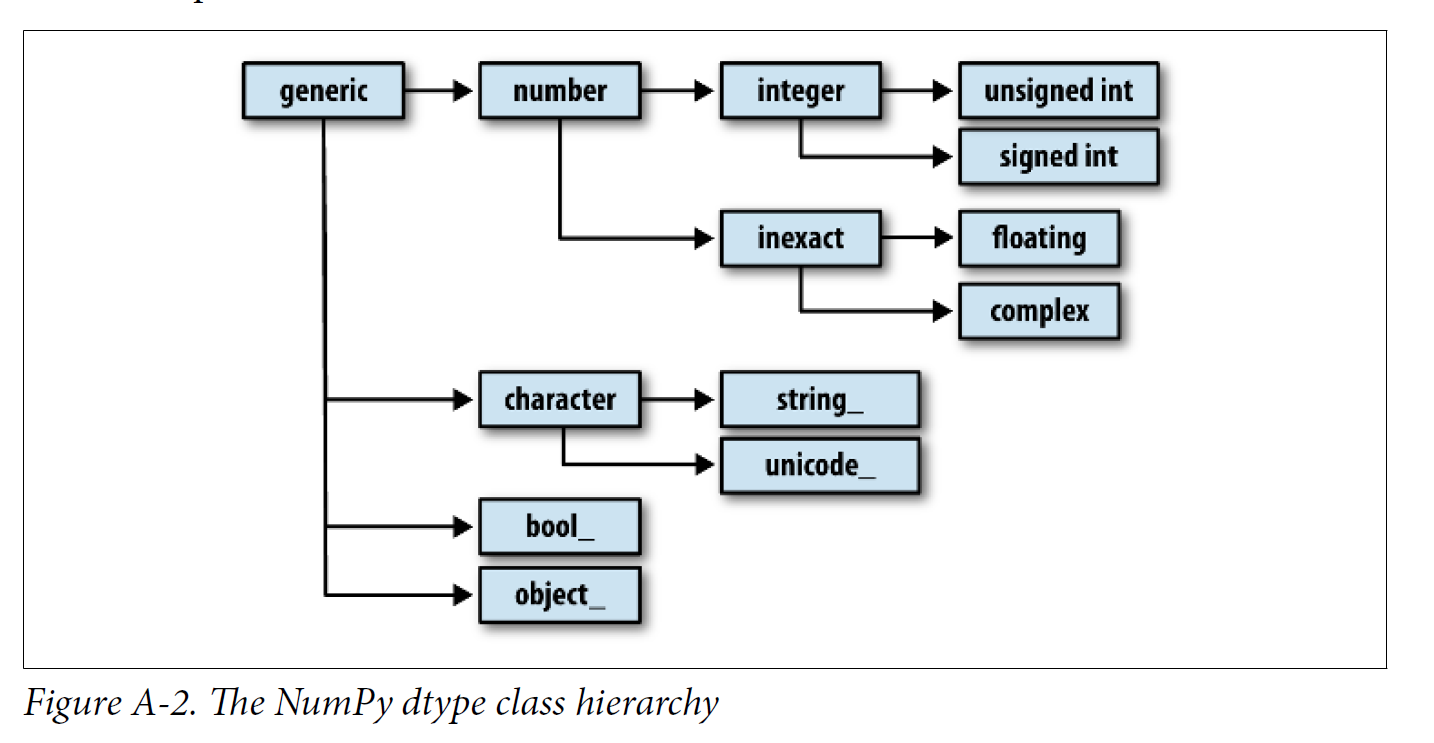 generic number integer unsigned int
signed int
inexact floating
complex
character string_
unicode_
bool_
object_
Figure A-2. The NumPy dtype class hierarchy